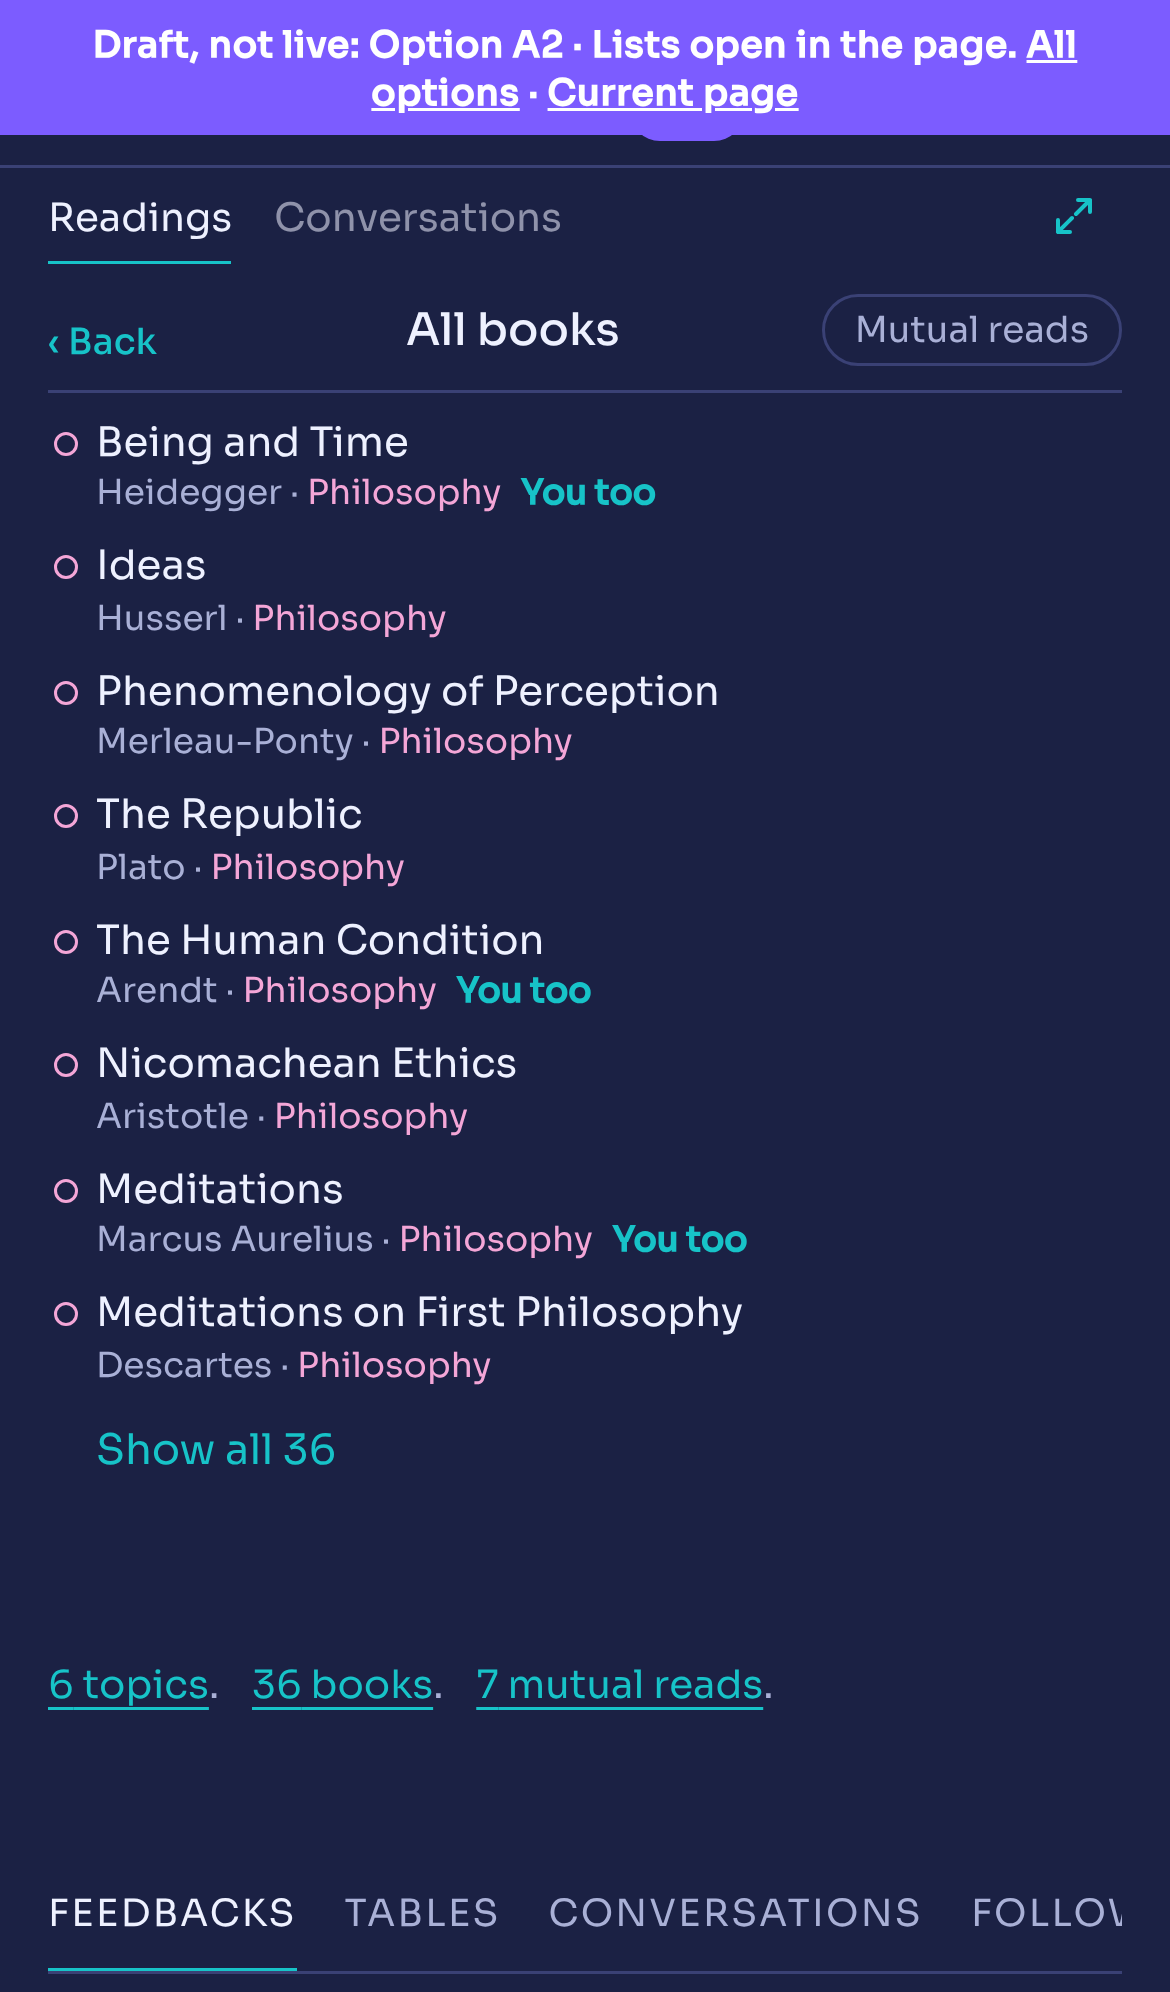 Draft, not live: Option A2 · Lists open in the page. All
options · Current page
Readings Conversations
‹ Back All books Mutual reads
Being and Time
Heidegger · Philosophy You too
Ideas
Husserl · Philosophy
Phenomenology of Perception
Merleau-Ponty · Philosophy
The Republic
Plato · Philosophy
The Human Condition
Arendt · Philosophy You too
Nicomachean Ethics
Aristotle · Philosophy
Meditations
Marcus Aurelius · Philosophy You too
Meditations on First Philosophy
Descartes · Philosophy
Show all 36
6 topics. 36 books. 7 mutual reads.
FEEDBACKS TABLES CONVERSATIONS